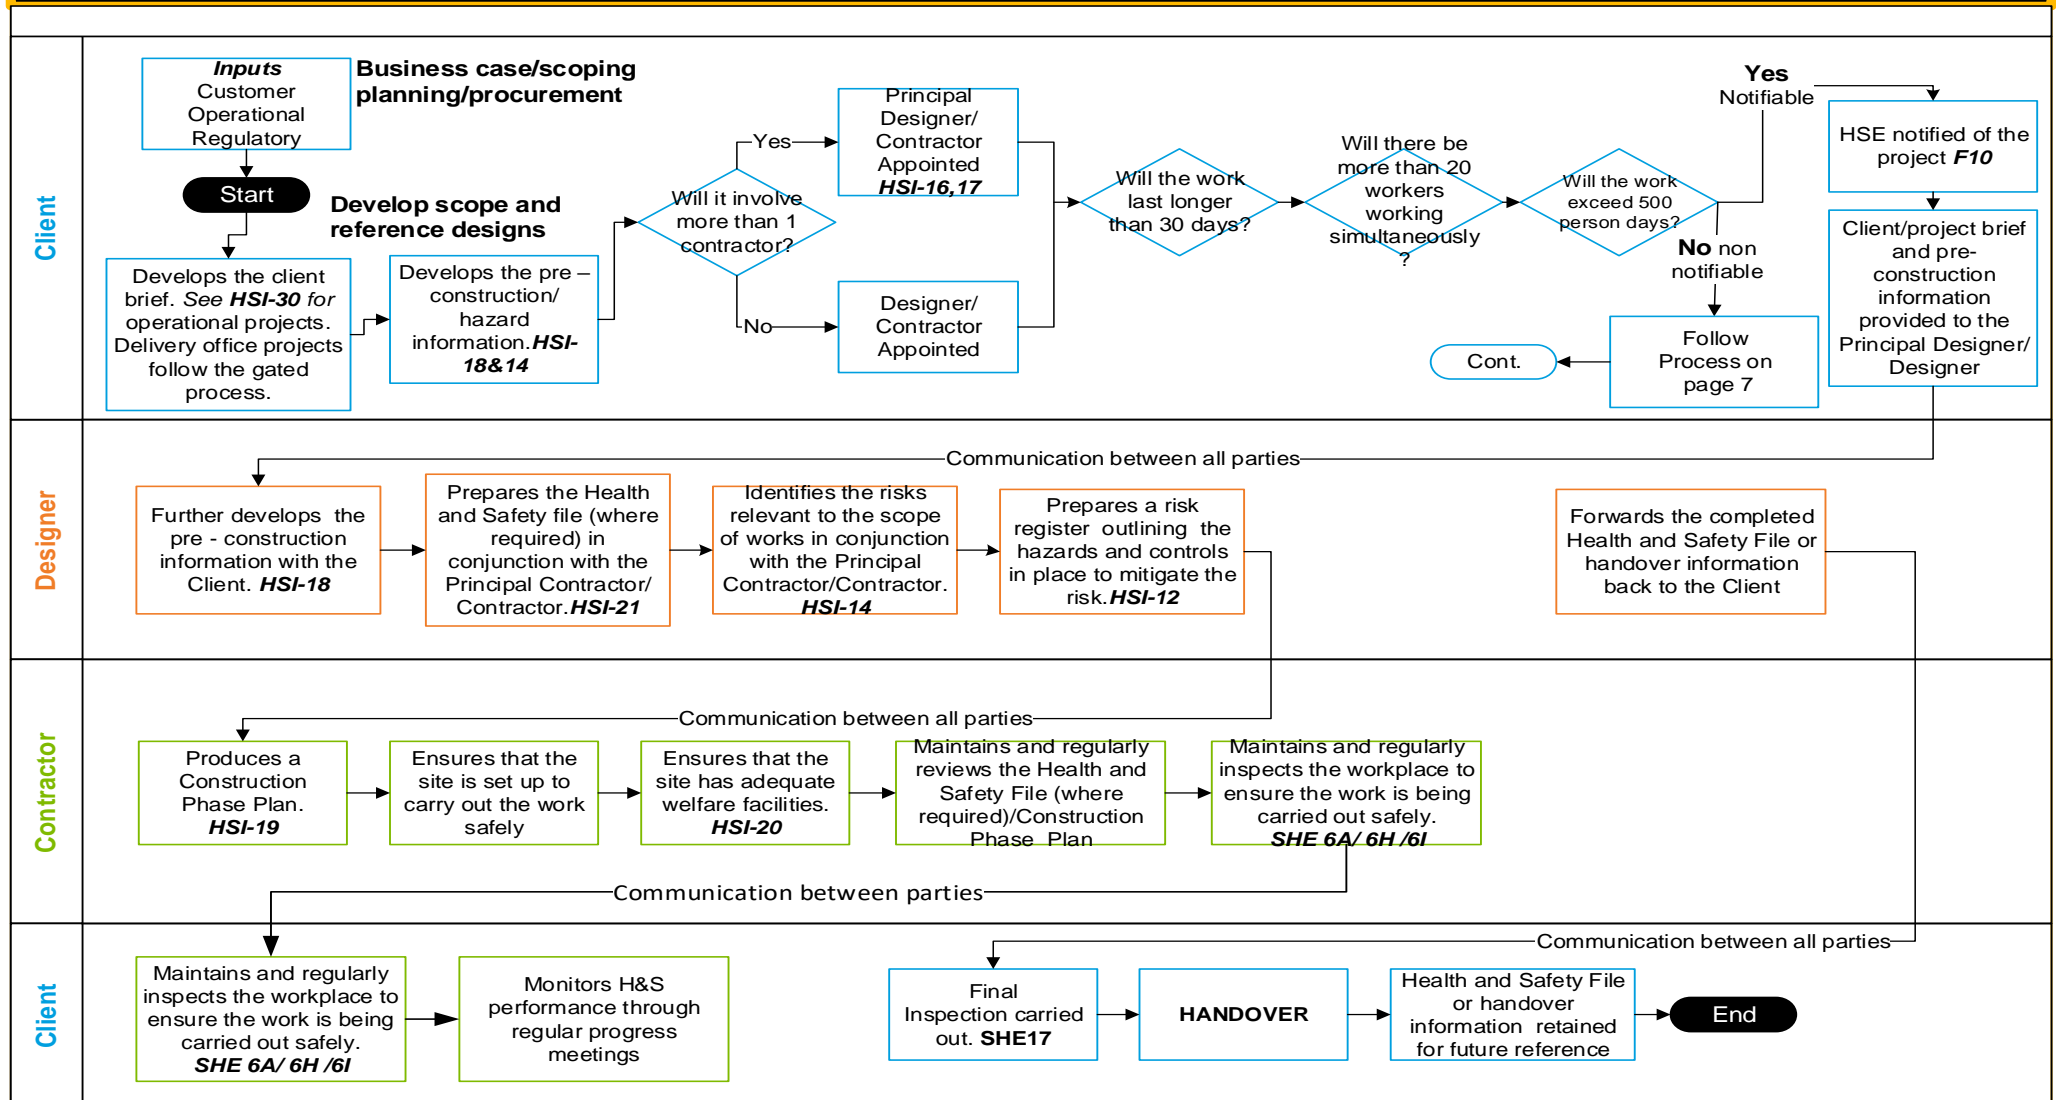 Client
Inputs
Customer
Operational
Regulatory
Business case/scoping
planning/procurement
Start
Develop scope and
reference designs
Develops the client
brief. See HSI-30 for
operational projects.
Delivery office projects
follow the gated
process.
Develops the pre –
construction/
hazard
information.HSI-
18&14
Will it involve
more than 1
contractor?
Yes
No
Principal
Designer/
Contractor
Appointed
HSI-16,17
Designer/
Contractor
Appointed
Will the work
last longer
than 30 days?
Will there be
more than 20
workers
working
simultaneously
?
Will the work
exceed 500
person days?
Yes
Notifiable
No non
notifiable
Follow
Process on
page 7
Cont.
HSE notified of the
project F10
Client/project brief
and pre-
construction
information
provided to the
Principal Designer/
Designer
Designer
Communication between all parties
Further develops  the
pre - construction
information with the
Client. HSI-18
Prepares the Health
and Safety file (where
required) in
conjunction with the
Principal Contractor/
Contractor.HSI-21
Identifies the risks
relevant to the scope
of works in conjunction
with the Principal
Contractor/Contractor.
HSI-14
Prepares a risk
register  outlining  the
hazards and controls
in place to mitigate the
risk.HSI-12
Forwards the completed
Health and Safety File or
handover information
back to the Client
Contractor
Communication between all parties
Produces a
Construction
Phase Plan.
HSI-19
Ensures that the
site is set up to
carry out the work
safely
Ensures that the
site has adequate
welfare facilities.
HSI-20
Maintains and regularly
reviews the Health and
Safety File (where
required)/Construction
Phase  Plan
Maintains and regularly
inspects the workplace to
ensure the work is being
carried out safely.
SHE 6A/ 6H /6I
Communication between parties
Client
Maintains and regularly
inspects the workplace to
ensure the work is being
carried out safely.
SHE 6A/ 6H /6I
Monitors H&S
performance through
regular progress
meetings
Communication between all parties
Final
Inspection carried
out. SHE17
HANDOVER
Health and Safety File
or handover
information  retained
for future reference
End